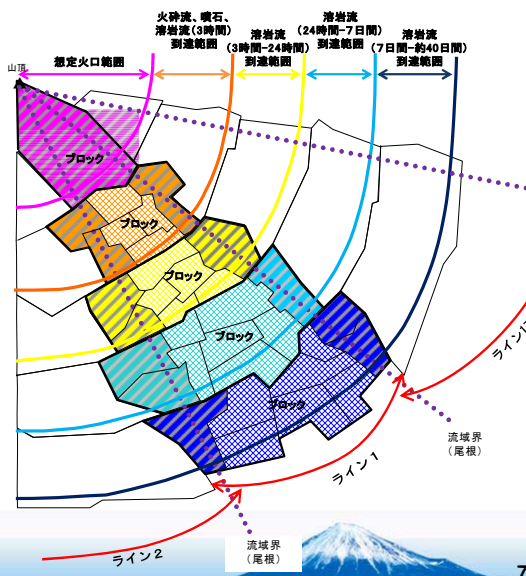 火砕流、噴石、
溶岩流(3時間)
到達範囲
溶岩流
(3時間-24時間)
到達範囲
溶岩流
(24時間-7日間)
到達範囲
溶岩流
(7日間-約40日間)
到達範囲
想定火口範囲
山頂
ブロック
ブロック
ブロック
ブロック
ブロック
ライン17
流域界
(尾根)
ライン1
ライン2
流域界
(尾根)
7